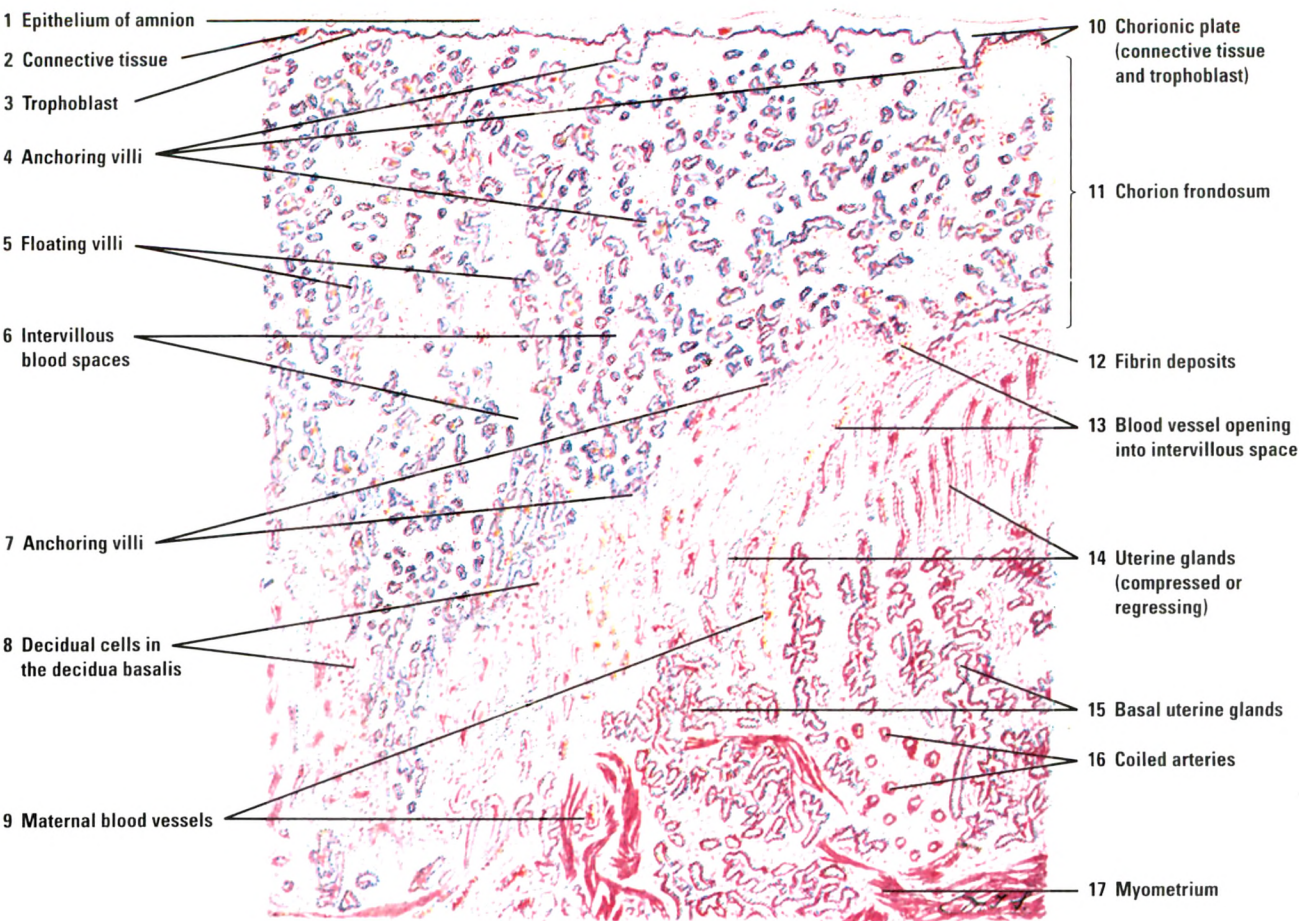 1 Epithelium of amnion
2 Connective tissue
3 Trophoblast
4 Anchoring villi
5 Floating villi
6 Intervillous
blood spaces
7 Anchoring villi
8 Decidual cells in
the decidua basalis
9 Maternal blood vessels
10 Chorionic plate
(connective tissue
and trophoblast)
11 Chorion frondosum
12 Fibrin deposits
13 Blood vessel opening
into intervillous space
14 Uterine glands
(compressed or
regressing)
15 Basal uterine glands
16 Coiled arteries
17 Myometrium